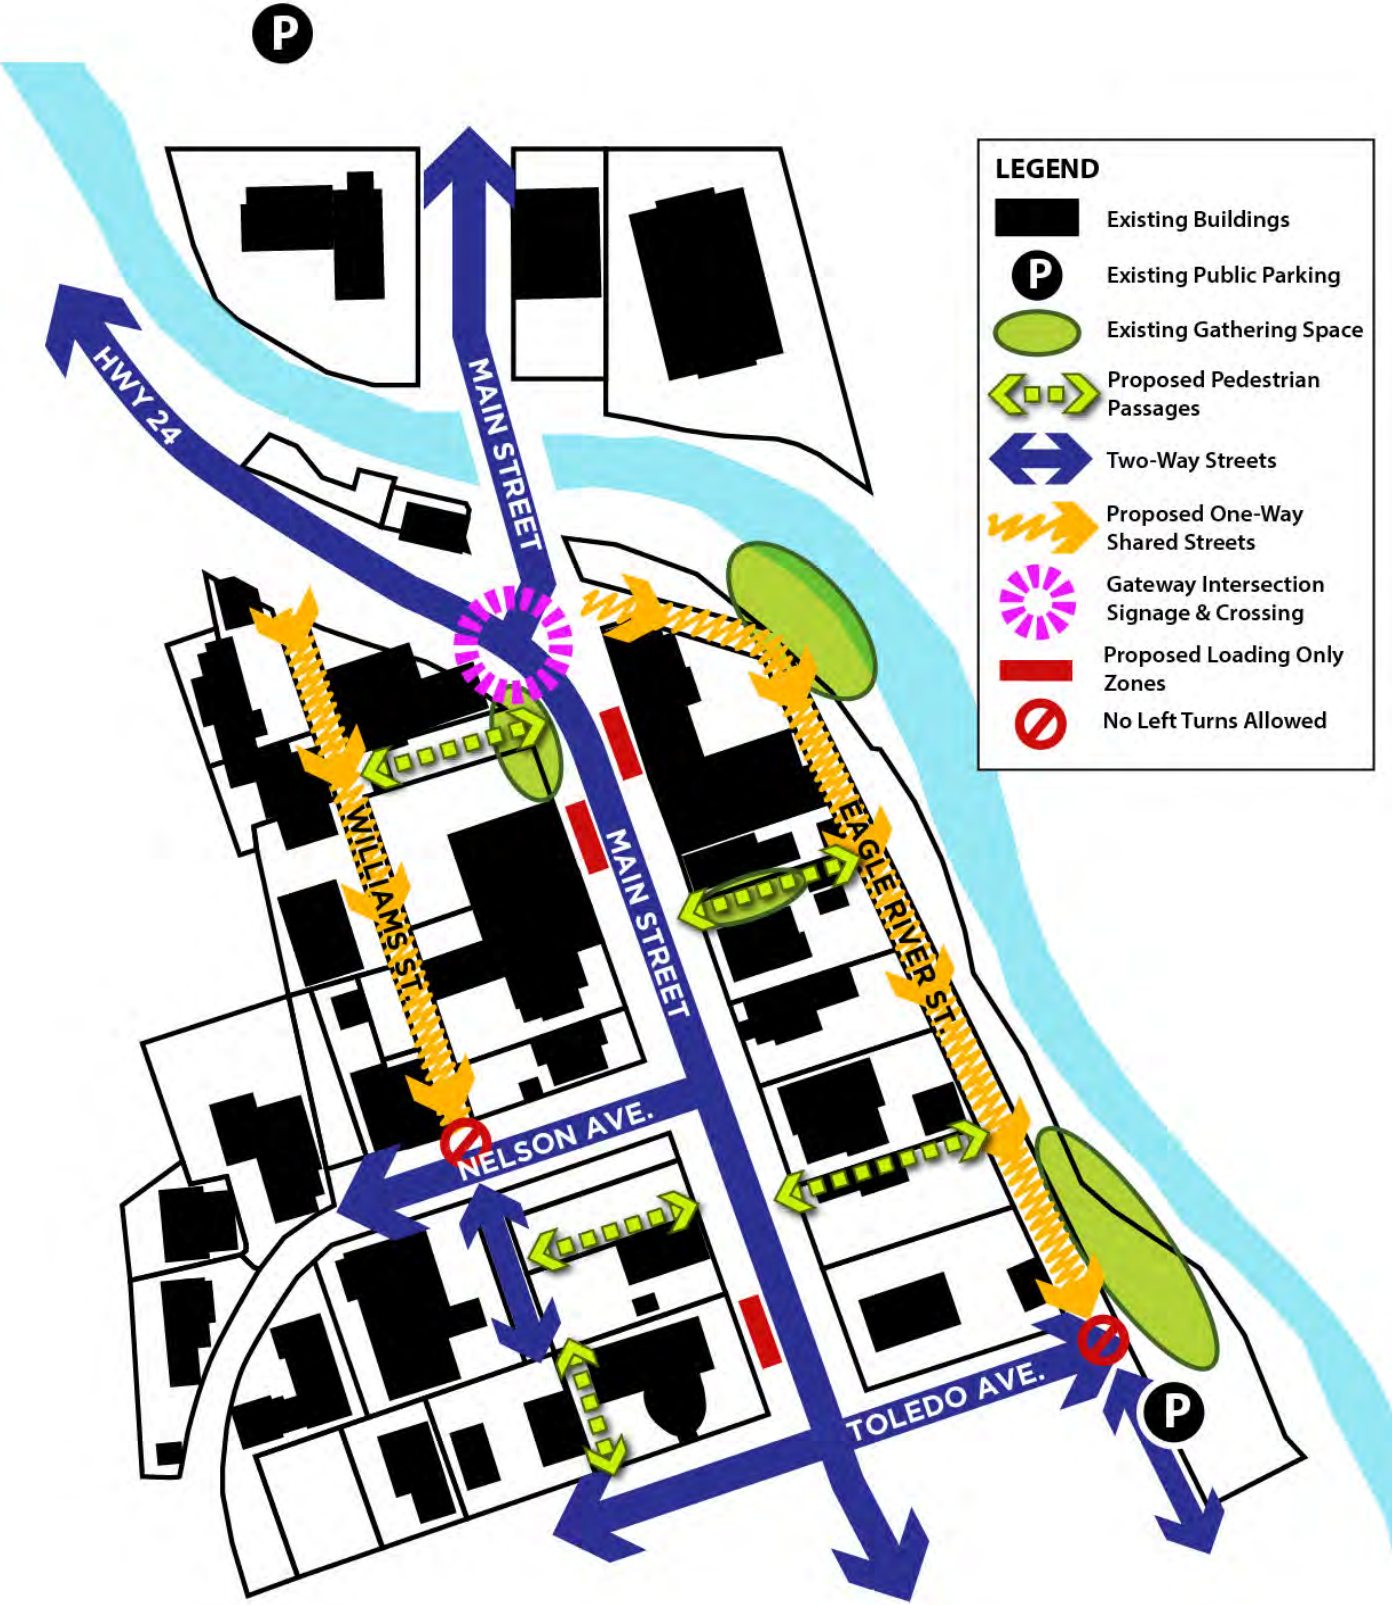 P
LEGEND
Existing Buildings
P
Existing Public Parking
Existing Gathering Space
Proposed Pedestrian
Passages
Two-Way Streets
Proposed One-Way
Shared Streets
Gateway Intersection
Signage & Crossing
Proposed Loading Only
Zones
No Left Turns Allowed
HWY 24
MAIN STREET
WILLIAMS ST.
MAIN STREET
EAGLE RIVER ST.
NELSON AVE.
TOLEDO AVE.
P